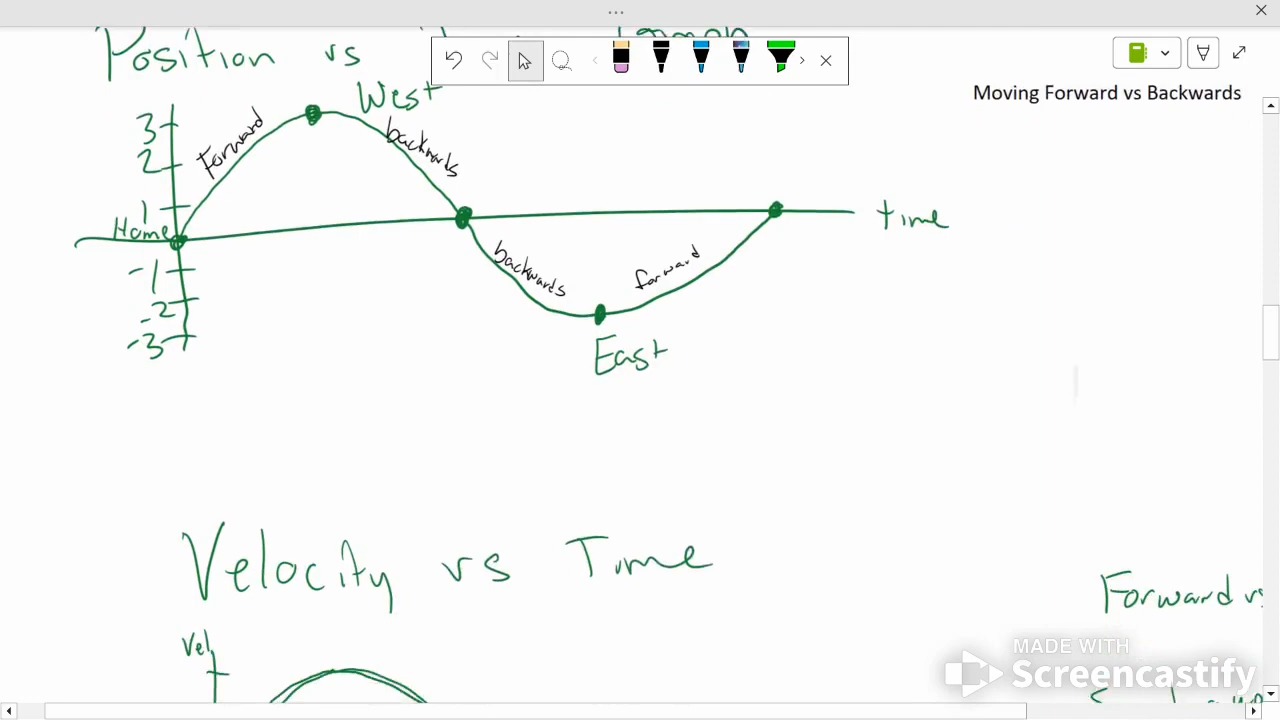 Position vs
Moving Forward vs Backwards
West
3
Forward
backwards
2
1
Home
time
-1
backwards
forward
-2
-3
East
Velocity vs Time
Forward vs
Vel
MADE WITH
Screencastify